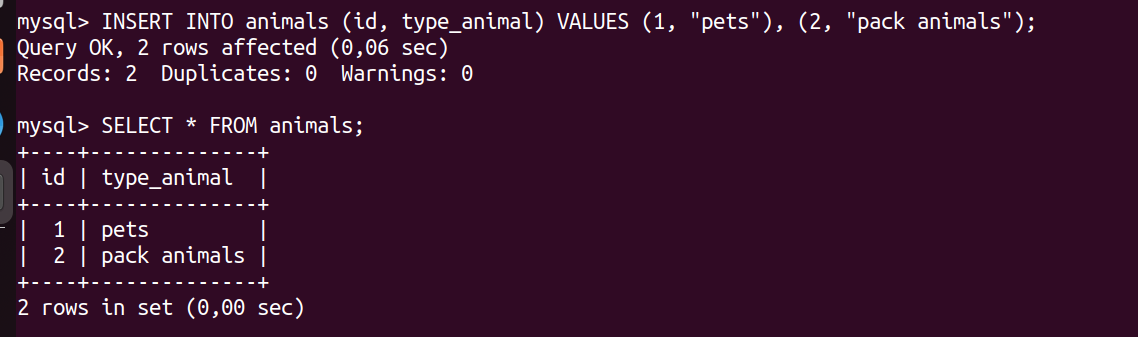 mysql> INSERT INTO animals (id, type_animal) VALUES (1, "pets"), (2, "pack animals");
Query OK, 2 rows affected (0,06 sec)
Records: 2  Duplicates: 0  Warnings: 0

mysql> SELECT * FROM animals;
+----+--------------+
| id | type_animal  |
+----+--------------+
|  1 | pets         |
|  2 | pack animals |
+----+--------------+
2 rows in set (0,00 sec)